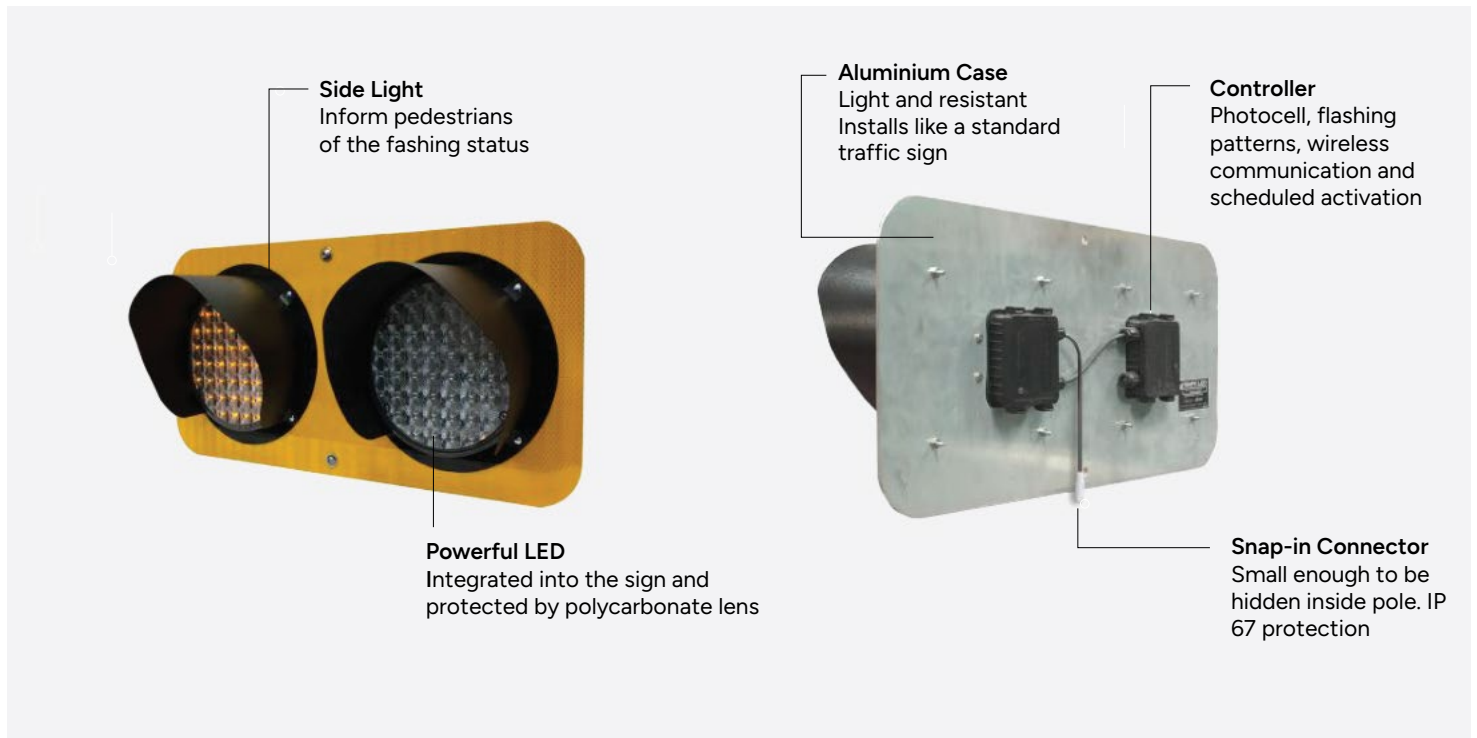 Side Light
Inform pedestrians
of the fashing status
Aluminium Case
Light and resistant
Installs like a standard
traffic sign
Controller
Photocell, flashing
patterns, wireless
communication and
scheduled activation
Powerful LED
Integrated into the sign and
protected by polycarbonate lens
Snap-in Connector
Small enough to be
hidden inside pole. IP
67 protection